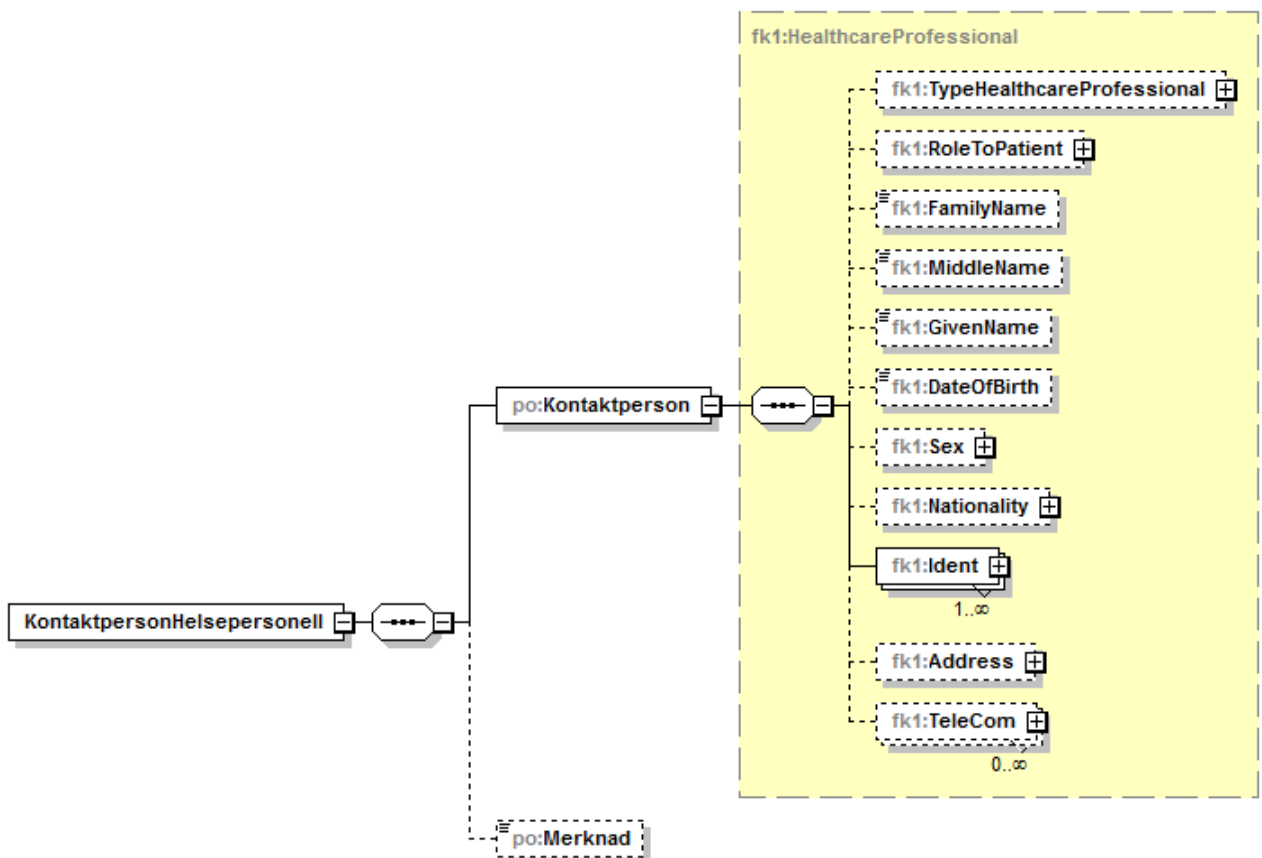 fk1:HealthcareProfessional
fk1:TypeHealthcareProfessional
fk1:RoleToPatient
fk1:FamilyName
fk1:MiddleName
fk1:GivenName
fk1:DateOfBirth
po:Kontaktperson
fk1:Sex
fk1:Nationality
fk1:Ident
1..∞
KontaktpersonHelsepersonell
fk1:Address
fk1:TeleCom
0..∞
po:Merknad